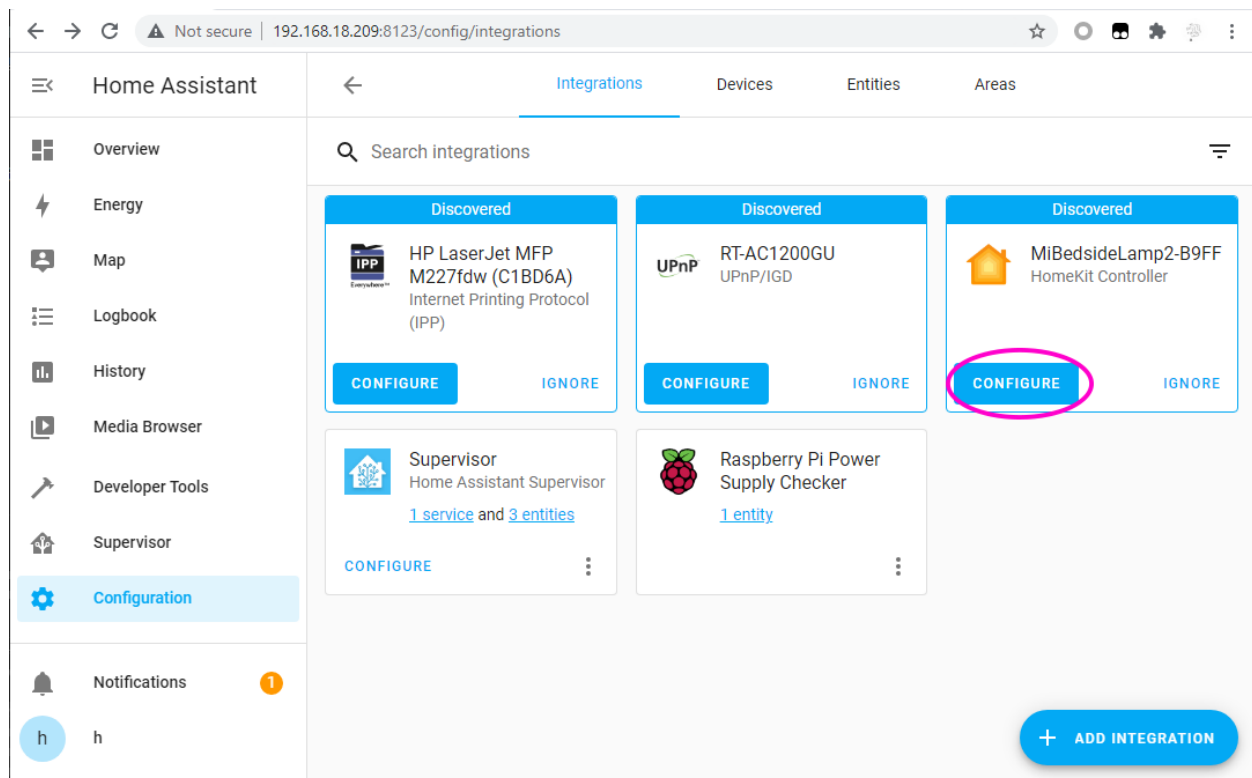 Not secure | 192.168.18.209:8123/config/integrations
Home Assistant
Integrations
Devices
Entities
Areas
Overview
Energy
Map
Logbook
History
Media Browser
Developer Tools
Supervisor
Configuration
Notifications
1
h
h
Search integrations
Discovered
IPP
Everywhere™
HP LaserJet MFP
M227fdw (C1BD6A)
Internet Printing Protocol
(IPP)
CONFIGURE
IGNORE
Discovered
UPnP
RT-AC1200GU
UPnP/IGD
CONFIGURE
IGNORE
Discovered
MiBedsideLamp2-B9FF
HomeKit Controller
CONFIGURE
IGNORE
Supervisor
Home Assistant Supervisor
1 service and 3 entities
CONFIGURE
Raspberry Pi Power
Supply Checker
1 entity
+ ADD INTEGRATION